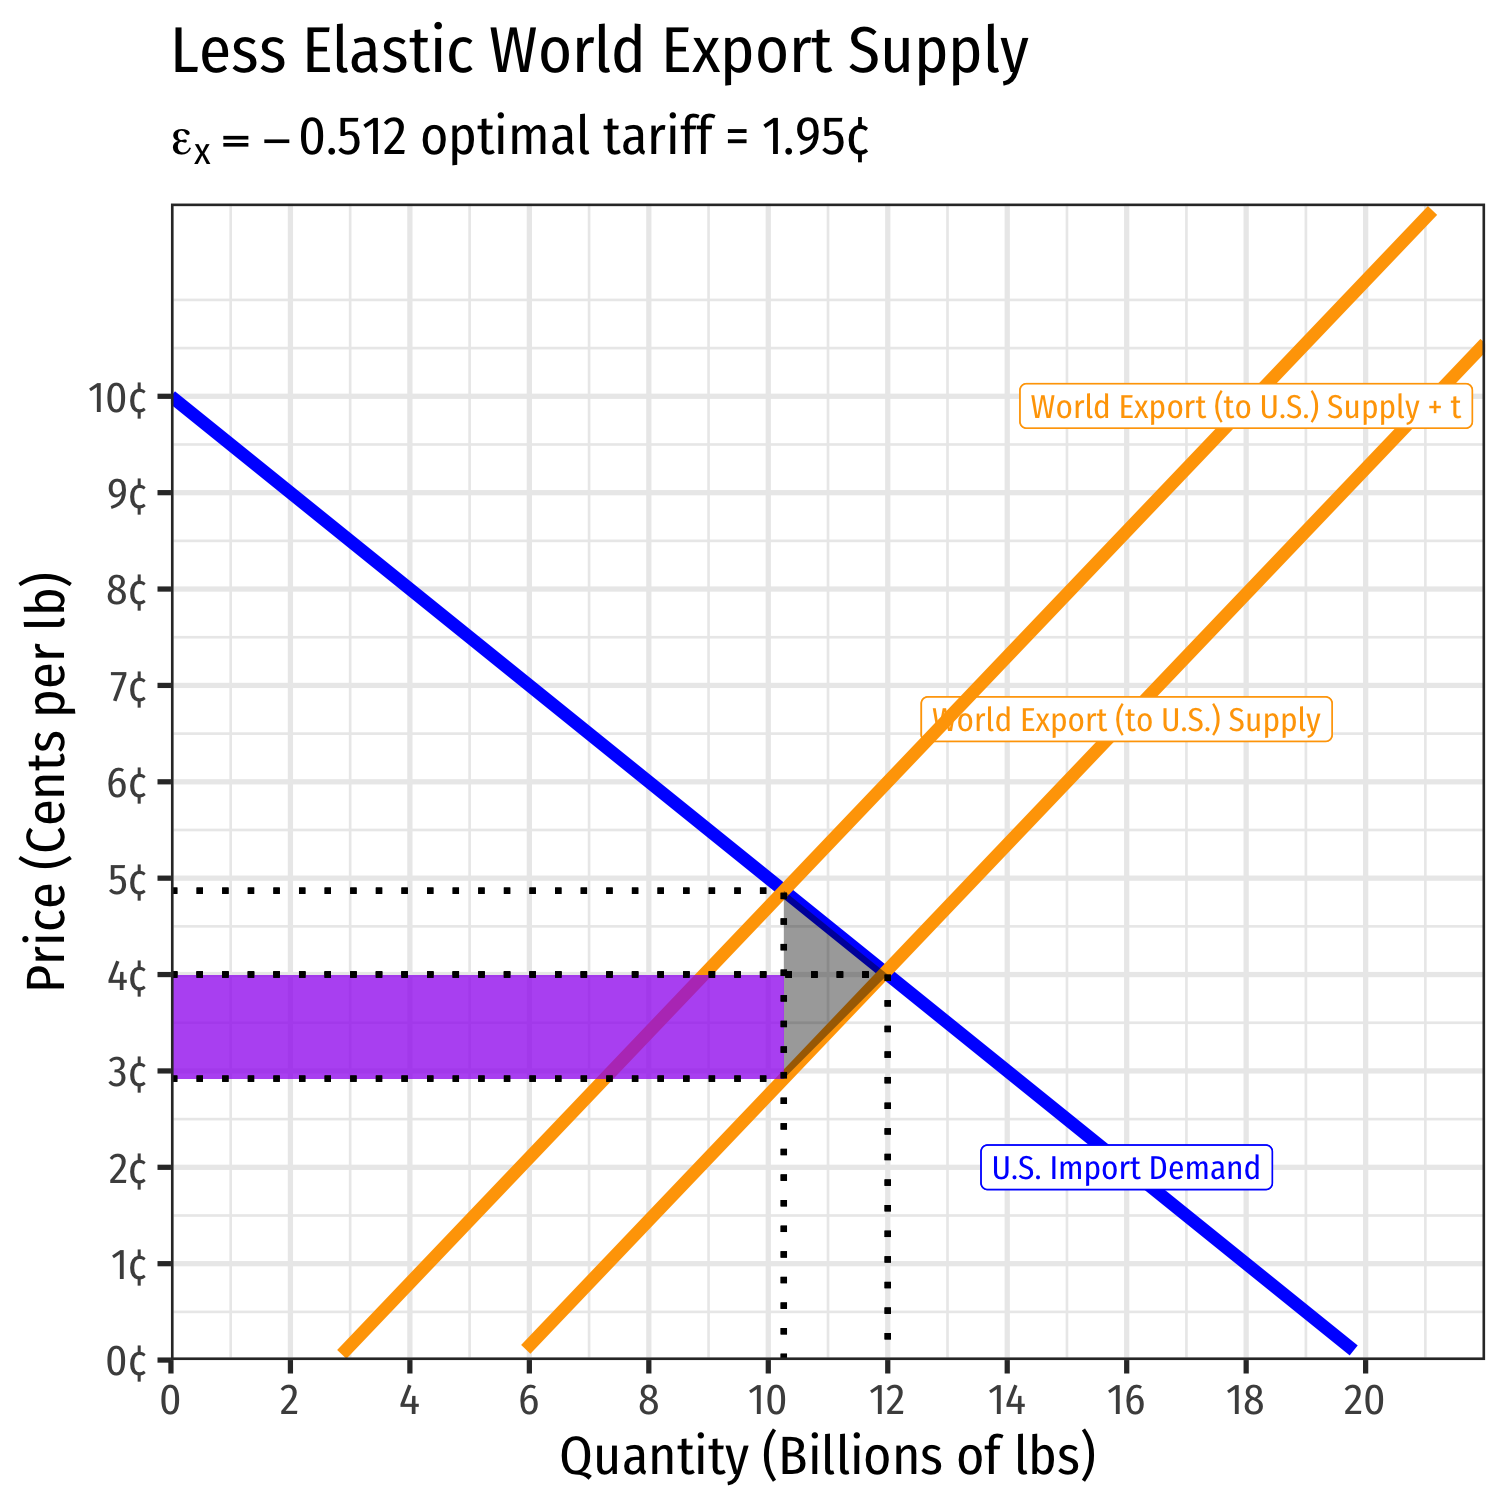 Less Elastic World Export Supply
εx = – 0.512 optimal tariff = 1.95¢
10¢
9¢
8¢
7¢
6¢
5¢
4¢
3¢
2¢
1¢
0¢
Price (Cents per lb)
World Export (to U.S.) Supply + t
World Export (to U.S.) Supply
U.S. Import Demand
0 2 4 6 8 10 12 14 16 18 20
Quantity (Billions of lbs)